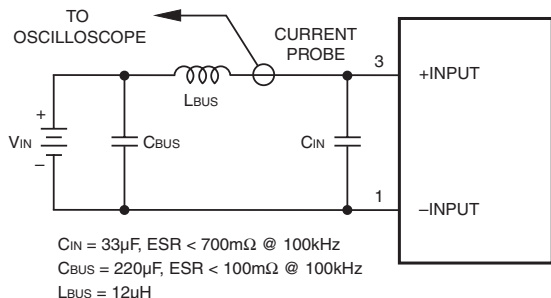 TO
OSCILLOSCOPE
CURRENT
PROBE
3
+INPUT
LBUS
+
VIN
–
CBUS
CIN
1
–INPUT
CIN = 33µF, ESR < 700mΩ @ 100kHz
CBUS = 220µF, ESR < 100mΩ @ 100kHz
LBUS = 12µH